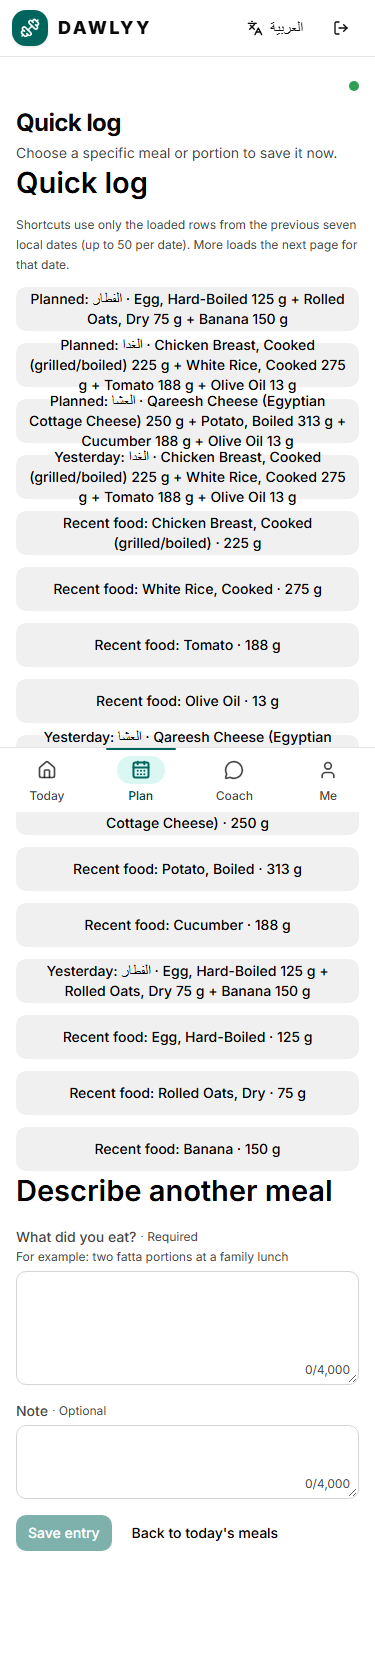 DAWLYY
العربية
Quick log
Choose a specific meal or portion to save it now.
Quick log
Shortcuts use only the loaded rows from the previous seven
local dates (up to 50 per date). More loads the next page for
that date.
Planned: الفطار · Egg, Hard-Boiled 125 g + Rolled
Oats, Dry 75 g + Banana 150 g
Planned: الغدا · Chicken Breast, Cooked
(grilled/boiled) 225 g + White Rice, Cooked 275
g + Tomato 188 g + Olive Oil 13 g
Planned: العشا · Qareesh Cheese (Egyptian
Cottage Cheese) 250 g + Potato, Boiled 313 g +
Cucumber 188 g + Olive Oil 13 g
Yesterday: الغدا · Chicken Breast, Cooked
(grilled/boiled) 225 g + White Rice, Cooked 275
g + Tomato 188 g + Olive Oil 13 g
Recent food: Chicken Breast, Cooked
(grilled/boiled) · 225 g
Recent food: White Rice, Cooked · 275 g
Recent food: Tomato · 188 g
Recent food: Olive Oil · 13 g
Yesterday: العشا · Qareesh Cheese (Egyptian
Today
Plan
Coach
Me
Cottage Cheese) · 250 g
Recent food: Potato, Boiled · 313 g
Recent food: Cucumber · 188 g
Yesterday: الفطار · Egg, Hard-Boiled 125 g +
Rolled Oats, Dry 75 g + Banana 150 g
Recent food: Egg, Hard-Boiled · 125 g
Recent food: Rolled Oats, Dry · 75 g
Recent food: Banana · 150 g
Describe another meal
What did you eat? · Required
For example: two fatta portions at a family lunch
0/4,000
Note · Optional
0/4,000
Save entry
Back to today's meals